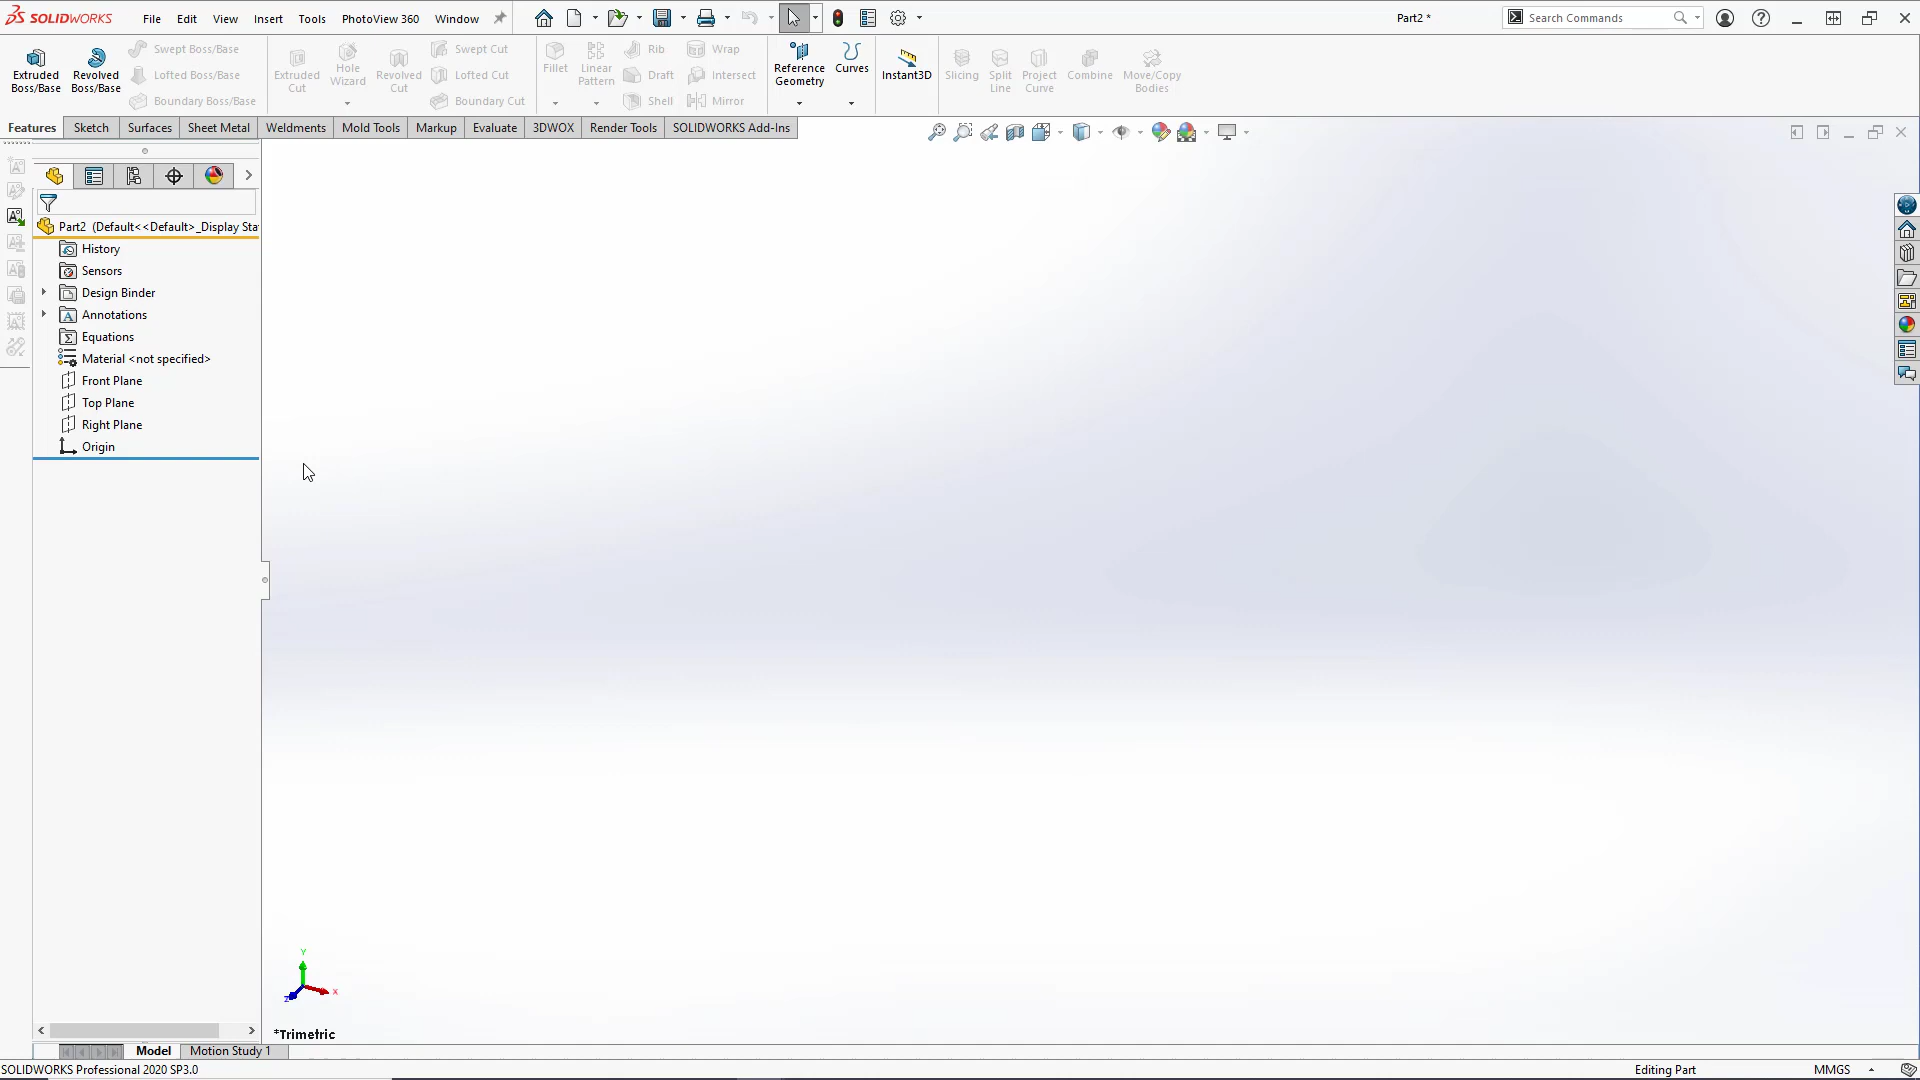 SOLIDWORKS File Edit View Insert Tools PhotoView 360 Window Part2 * Search Commands
Extruded Boss/Base
Revolved Boss/Base
Swept Boss/Base
Lofted Boss/Base
Boundary Boss/Base
Extruded Cut
Hole Wizard
Revolved Cut
Swept Cut
Lofted Cut
Boundary Cut
Fillet
Linear Pattern
Rib
Draft
Shell
Wrap
Intersect
Mirror
Reference Geometry
Curves
Instant3D
Slicing
Split Line
Project Curve
Combine
Move/Copy Bodies
Features Sketch Surfaces Sheet Metal Weldments Mold Tools Markup Evaluate 3DWOX Render Tools SOLIDWORKS Add-Ins
Part2 (Default<<Default>_Display Sta
History
Sensors
Design Binder
Annotations
Equations
Material <not specified>
Front Plane
Top Plane
Right Plane
Origin
Y
X
Z
*Trimetric
Model Motion Study 1
SOLIDWORKS Professional 2020 SP3.0 Editing Part MMGS